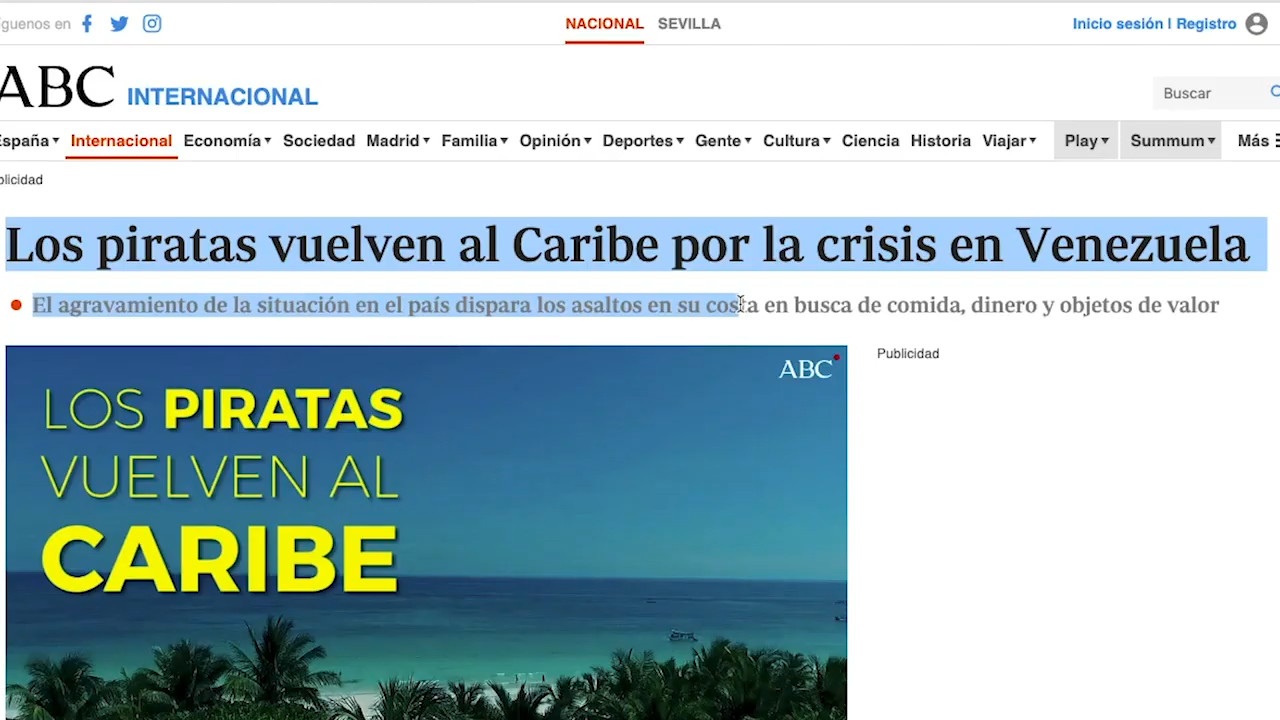 guenos en
NACIONAL SEVILLA
Inicio sesión | Registro
ABC INTERNACIONAL
Buscar
España Internacional Economía Sociedad Madrid Familia Opinión Deportes Gente Cultura Ciencia Historia Viajar Play Summum Más
blicidad
Los piratas vuelven al Caribe por la crisis en Venezuela
El agravamiento de la situación en el país dispara los asaltos en su costa en busca de comida, dinero y objetos de valor
ABC
Publicidad
LOS PIRATAS
VUELVEN AL
CARIBE